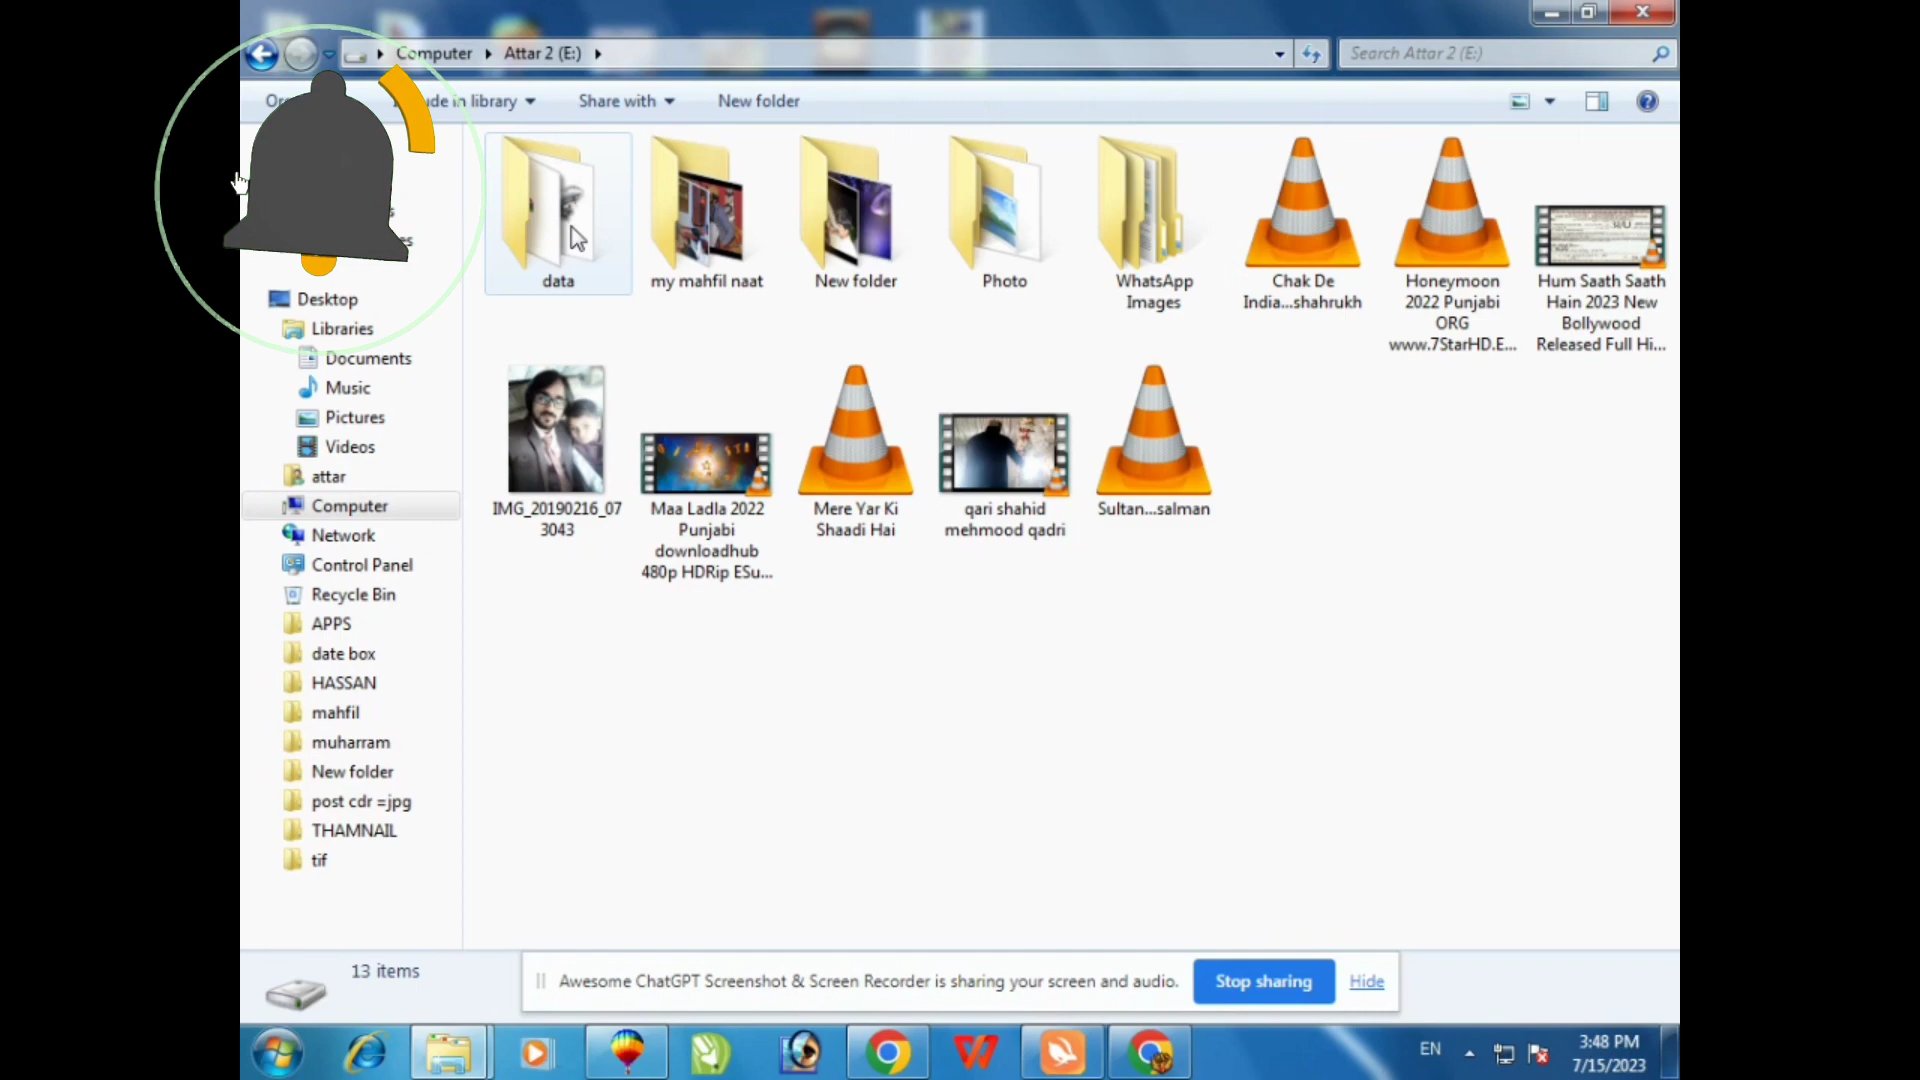 Computer
Attar 2 (E:)
Search Attar 2 (E:)
in library
Share with
New folder
data
my mahfil naat
New folder
Photo
WhatsApp
Images
Chak De
India...shahrukh
Honeymoon
2022 Punjabi
ORG
www.7StarHD.E...
Hum Saath Saath
Hain 2023 New
Bollywood
Released Full Hi...
Desktop
Libraries
Documents
Music
Pictures
Videos
attar
Computer
Network
Control Panel
Recycle Bin
APPS
date box
HASSAN
mahfil
muharram
New folder
post cdr =jpg
THAMNAIL
tif
IMG_20190216_07
3043
Maa Ladla 2022
Punjabi
downloadhub
480p HDRip ESu...
Mere Yar Ki
Shaadi Hai
qari shahid
mehmood qadri
Sultan...salman
13 items
Awesome ChatGPT Screenshot & Screen Recorder is sharing your screen and audio.
Stop sharing
Hide
EN
3:48 PM
7/15/2023